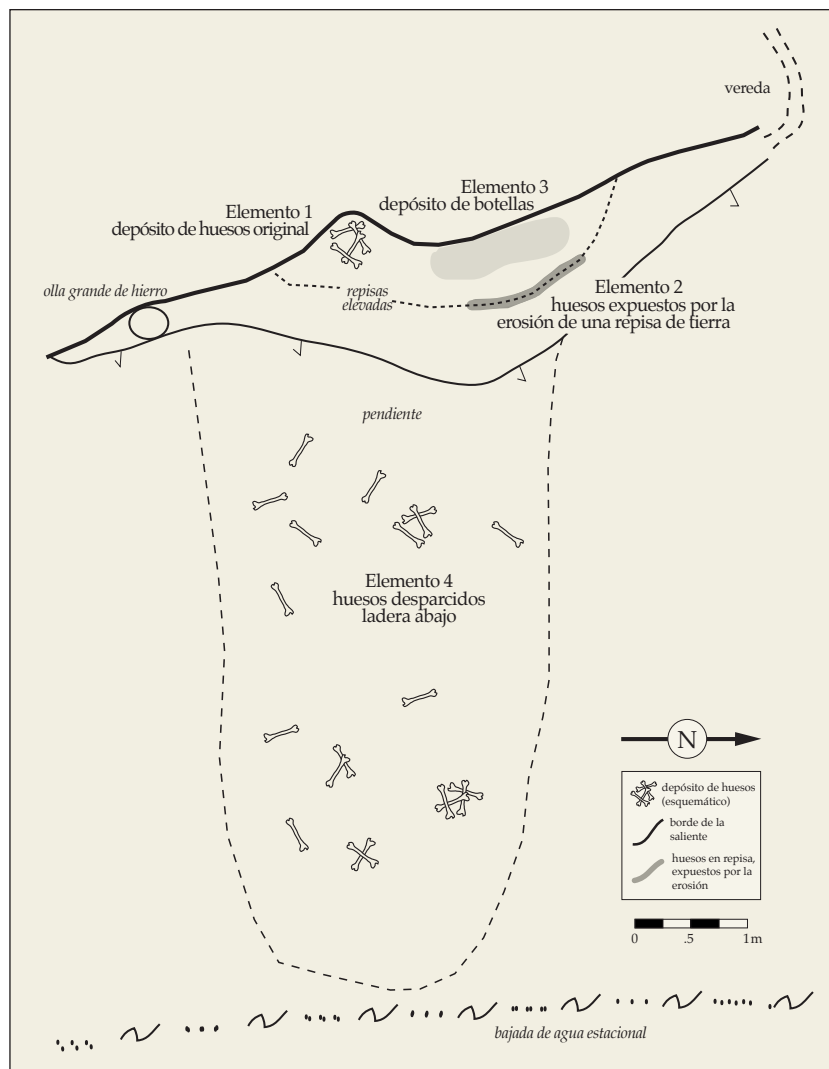 vereda
Elemento 3
depósito de botellas
Elemento 1
depósito de huesos original
olla grande de hierro
repisas
elevadas
Elemento 2
huesos expuestos por la
erosión de una repisa de tierra
pendiente
Elemento 4
huesos desparcidos
ladera abajo
N
depósito de huesos
(esquemático)
borde de la
saliente
huesos en repisa,
expuestos por la
erosión
0 .5 1m
bajada de agua estacional